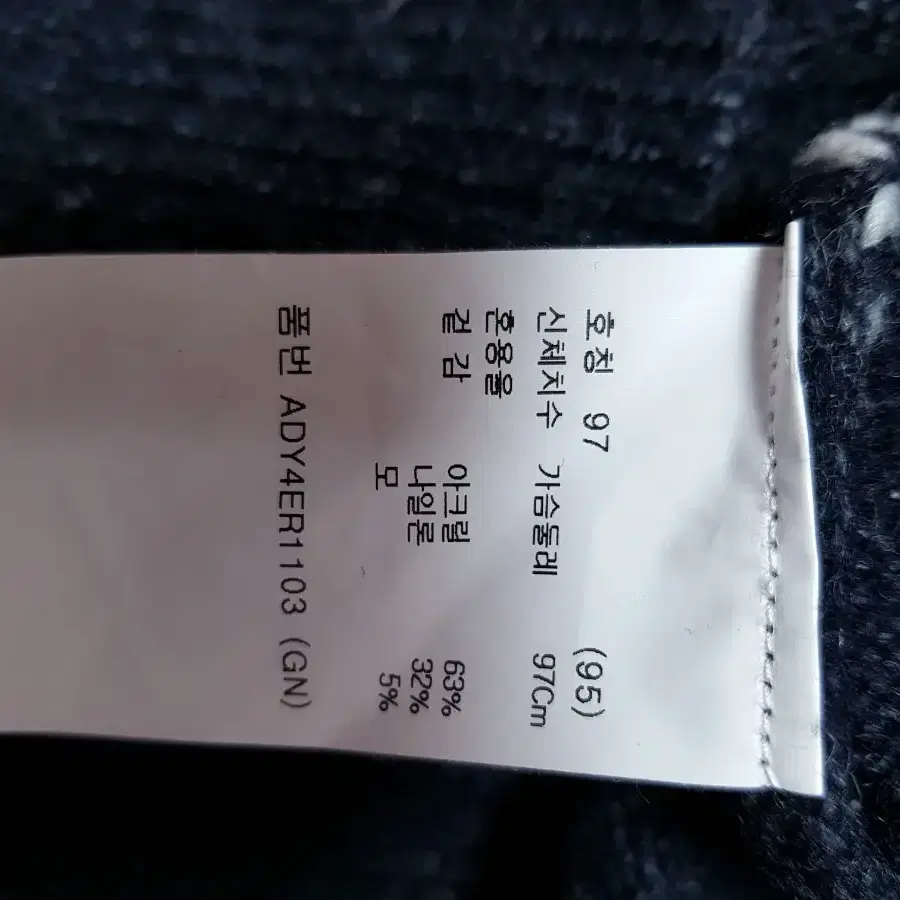 호칭 97 (95)
신체치수 가슴둘레 97Cm
혼용율
겉 감 아크릴 63%
나일론 32%
모 5%
품번 ADY4ER1103 (GN)